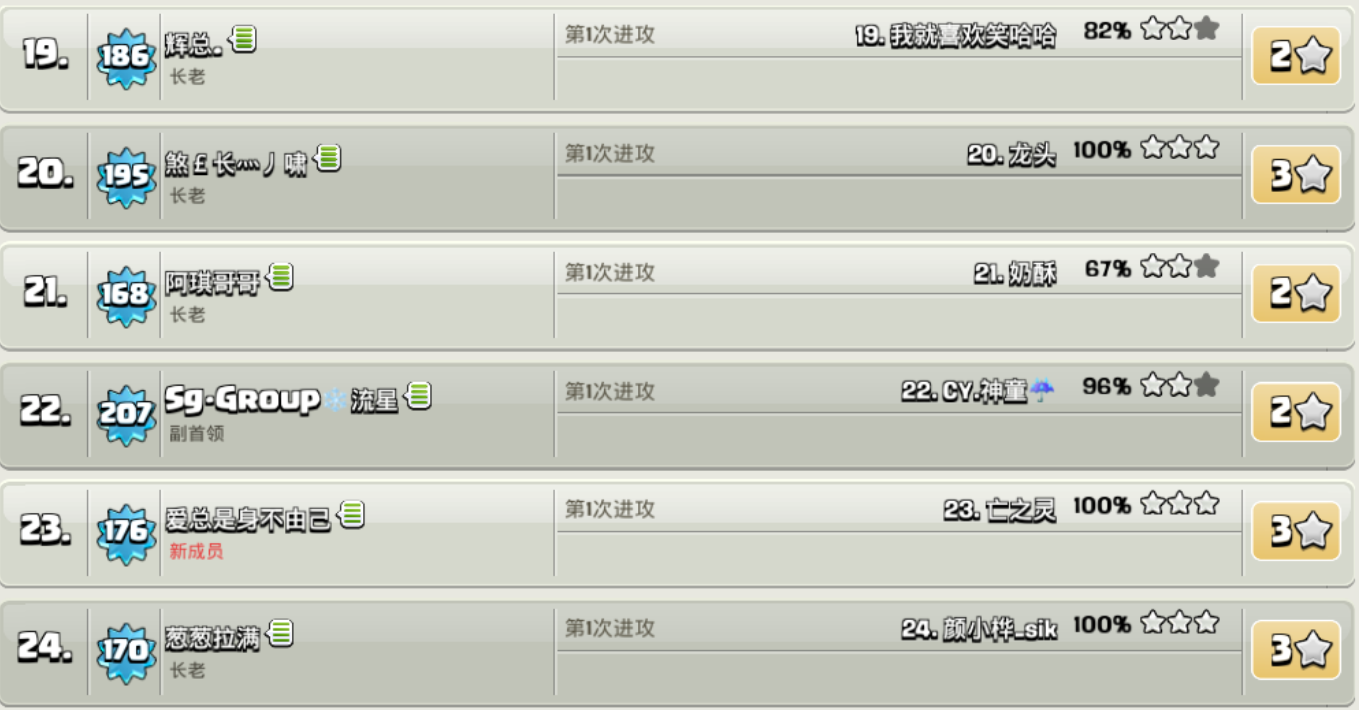 19. 186 辉总。 第1次进攻 19. 我就喜欢笑哈哈 82% 2
长老
20. 195 煞£长灬丿啸 第1次进攻 20. 龙头 100% 3
长老
21. 168 阿琪哥哥 第1次进攻 21. 奶酥 67% 2
长老
22. 207 Sg·Group❄流星 第1次进攻 22. CY.神童☔ 96% 2
副首领
23. 176 爱总是身不由己 第1次进攻 23. 亡之灵 100% 3
新成员
24. 170 葱葱拉满 第1次进攻 24. 颜小桦_sik 100% 3
长老